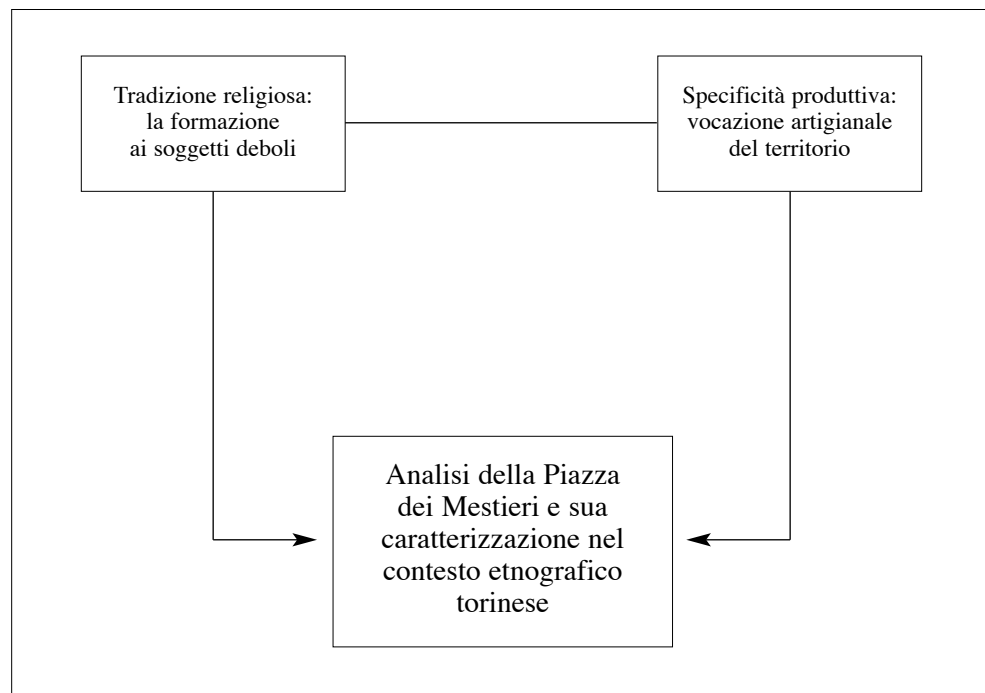 Tradizione religiosa:
la formazione
ai soggetti deboli
Specificità produttiva:
vocazione artigianale
del territorio
Analisi della Piazza
dei Mestieri e sua
caratterizzazione nel
contesto etnografico
torinese